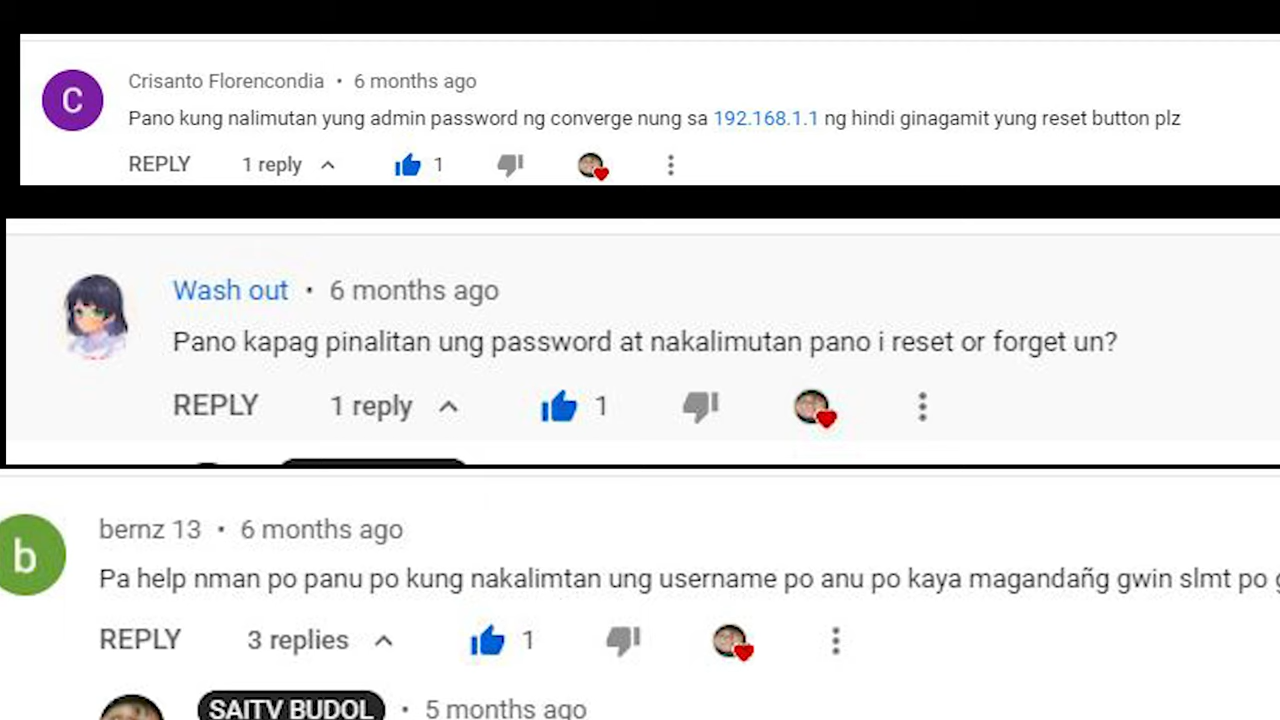 C
Crisanto Florencondia • 6 months ago
Pano kung nalimutan yung admin password ng converge nung sa 192.168.1.1 ng hindi ginagamit yung reset button plz
REPLY 1 reply 1
Wash out • 6 months ago
Pano kapag pinalitan ung password at nakalimutan pano i reset or forget un?
REPLY 1 reply 1
b
bernz 13 • 6 months ago
Pa help nman po panu po kung nakalimtan ung username po anu po kaya magandañg gwin slmt po
REPLY 3 replies 1
SAITV BUDOL • 5 months ago